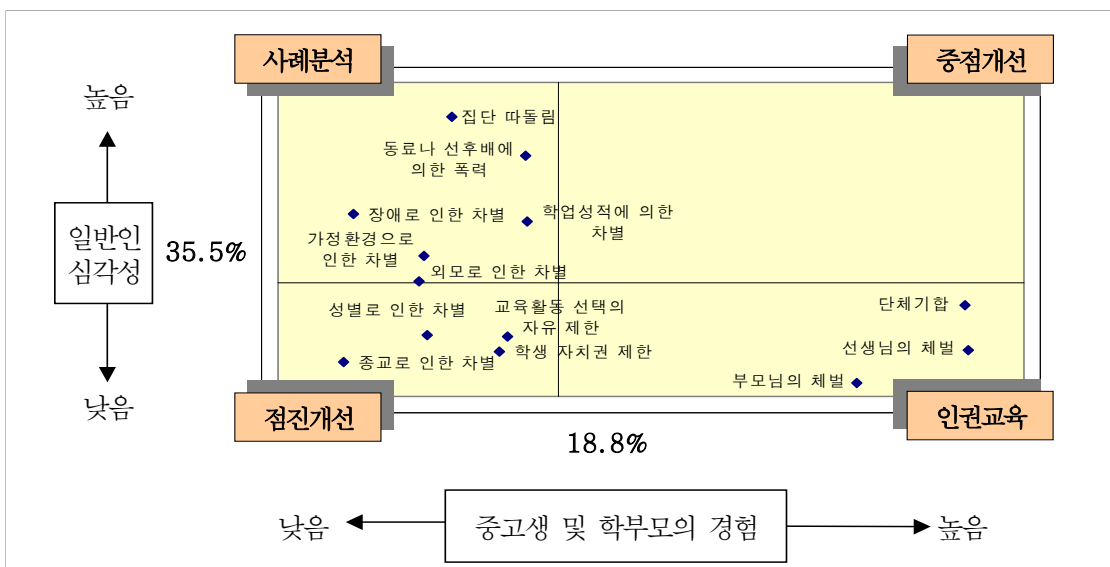 사례분석
중점개선
높음
집단 따돌림
동료나 선후배에
의한 폭력
장애로 인한 차별
학업성적에 의한
차별
일반인
심각성
35.5%
가정환경으로
인한 차별
외모로 인한 차별
성별로 인한 차별
교육활동 선택의
자유 제한
단체기합
학생 자치권 제한
선생님의 체벌
종교로 인한 차별
부모님의 체벌
낮음
점진개선
인권교육
18.8%
낮음
중고생 및 학부모의 경험
높음